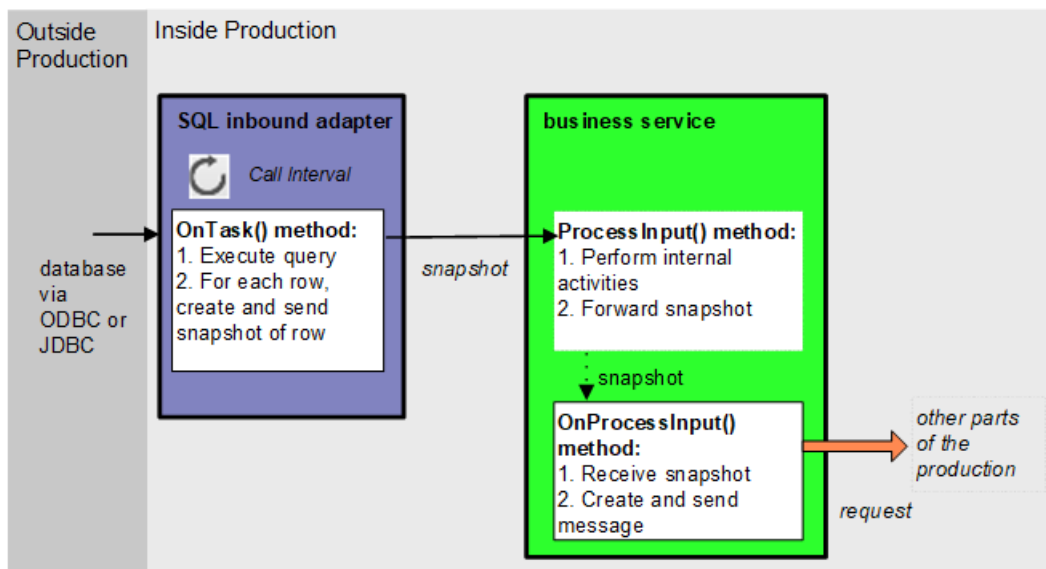 Outside
Production
Inside Production
SQL inbound adapter
Call Interval
OnTask() method:
1. Execute query
2. For each row,
create and send
snapshot of row
database
via
ODBC or
JDBC
snapshot
business service
ProcessInput() method:
1. Perform internal
activities
2. Forward snapshot
snapshot
OnProcessInput()
method:
1. Receive snapshot
2. Create and send
message
request
other parts
of the
production